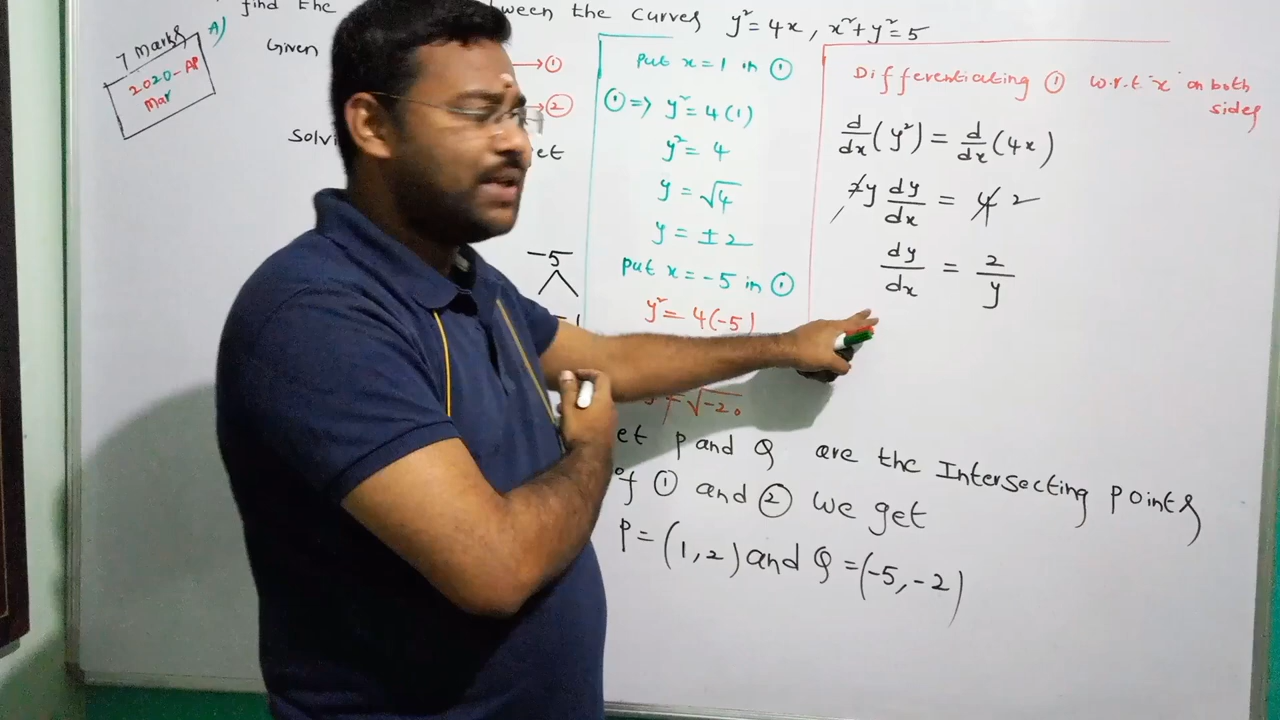 find the
ween the curves y² = 4x, x² + y² = 5
7 marks
2020-AP
Mar
A)
Given
→①
→②
Solvi
et
-5
put x = 1 in ①
① => y² = 4(1)
y² = 4
y = √4
y = ±2
put x = -5 in ①
y² = 4(-5)
√-20
Differentiating ① w.r.t 'x' on both
sides
d/dx (y²) = d/dx (4x)
2y dy/dx = 4 2
dy/dx = 2/y
et P and Q are the Intersecting points
of ① and ② we get
P = (1,2) and Q = (-5,-2)